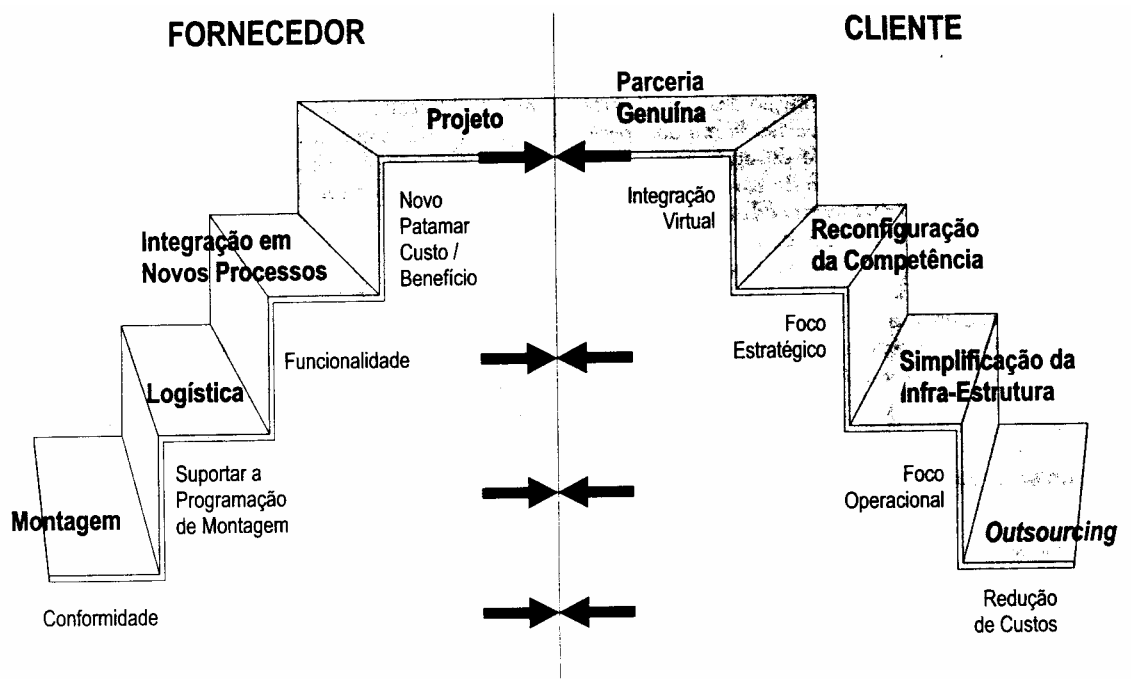 FORNECEDOR
CLIENTE
Projeto
Parceria
Genuína
Novo
Patamar
Custo /
Benefício
Integração
Virtual
Integração em
Novos Processos
Reconfiguração
da Competência
Funcionalidade
Foco
Estratégico
Logística
Simplificação da
Infra-Estrutura
Suportar a
Programação
de Montagem
Foco
Operacional
Montagem
Outsourcing
Conformidade
Redução
de Custos